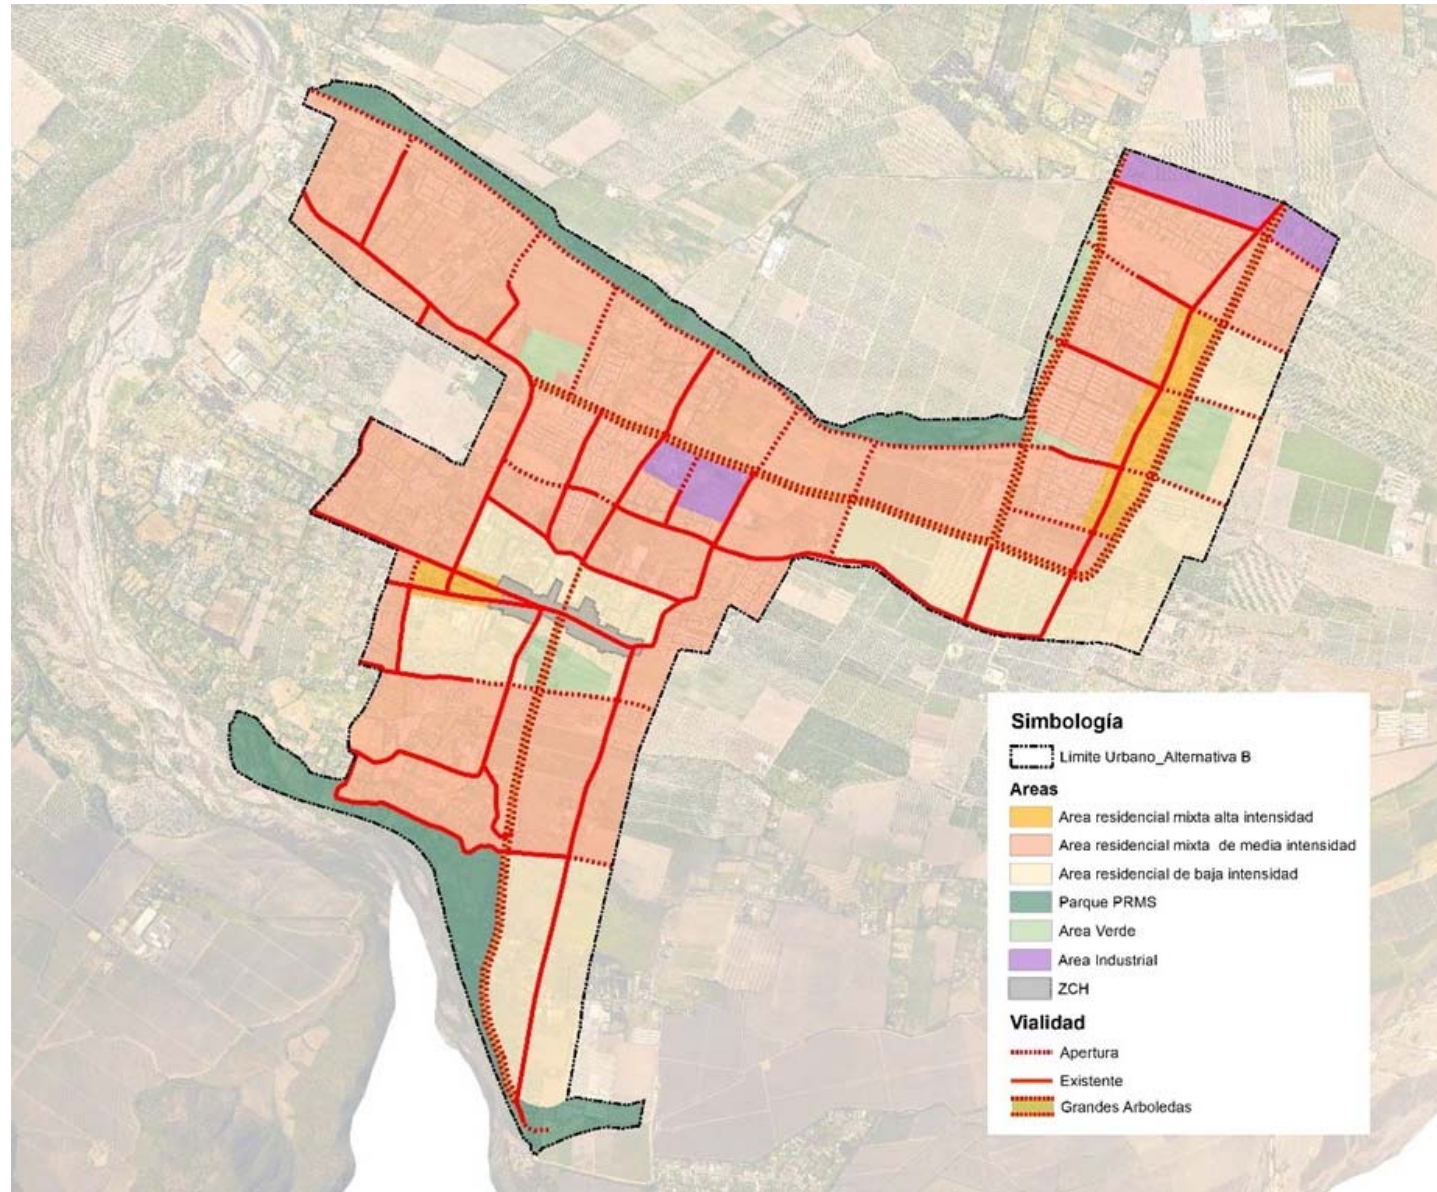 Simbología
Limite Urbano_Alternativa B
Areas
Area residencial mixta alta intensidad
Area residencial mixta de media intensidad
Area residencial de baja intensidad
Parque PRMS
Area Verde
Area Industrial
ZCH
Vialidad
Apertura
Existente
Grandes Arboledas